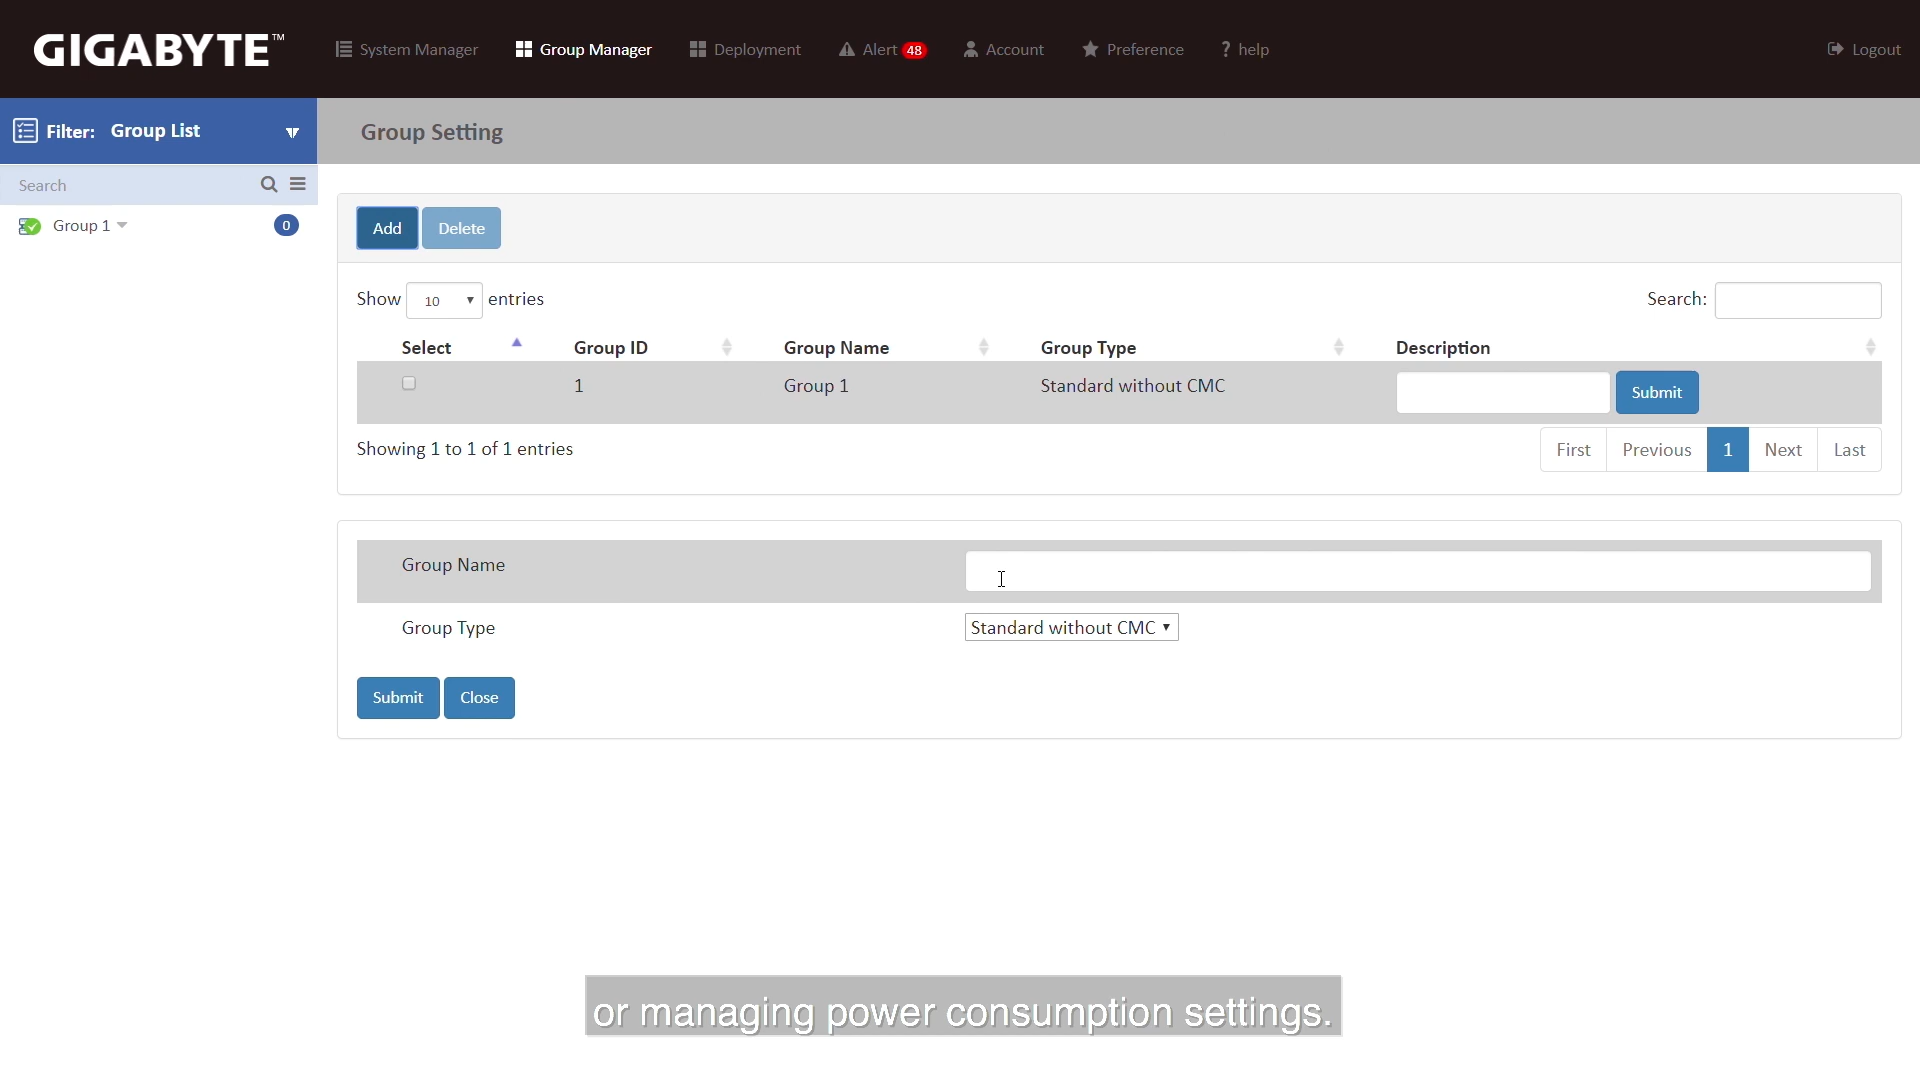 GIGABYTE™
System Manager
Group Manager
Deployment
Alert 48
Account
Preference
? help
Logout
Filter: Group List
Group Setting
Search
Group 1
0
Add
Delete
Show 10 entries
Search:
Select
Group ID
Group Name
Group Type
Description
1
Group 1
Standard without CMC
Submit
Showing 1 to 1 of 1 entries
First
Previous
1
Next
Last
Group Name
Group Type
Standard without CMC
Submit
Close
or managing power consumption settings.